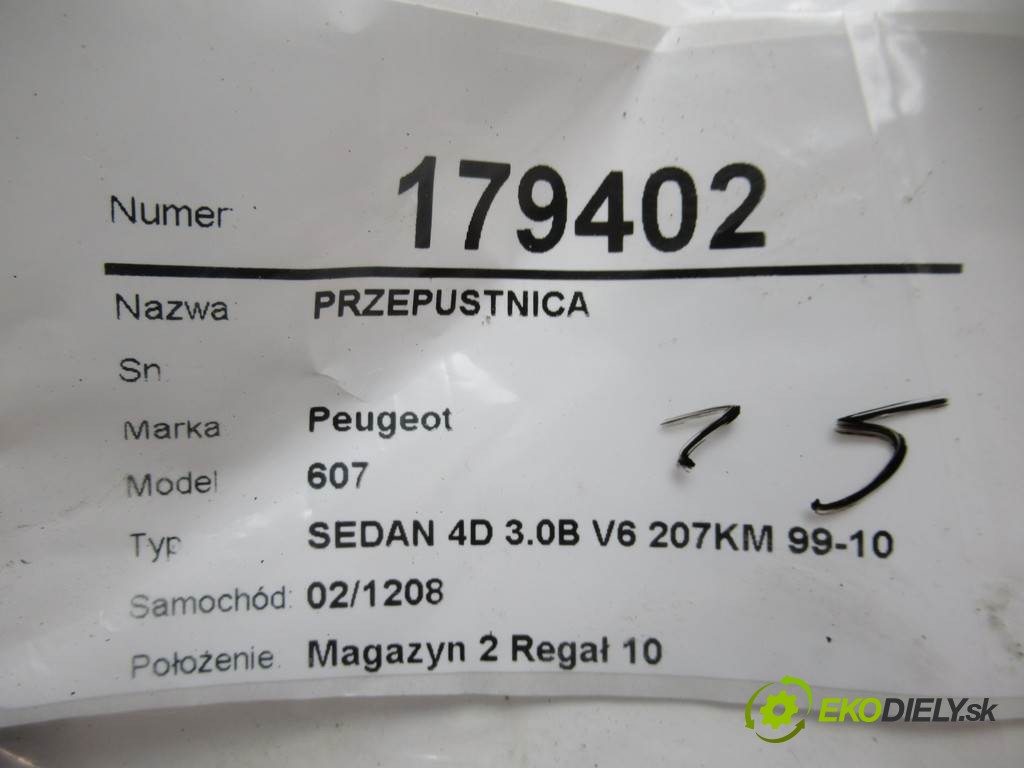 Numer: 179402
Nazwa PRZEPUSTNICA
Sn
Marka Peugeot
Model 607
Typ SEDAN 4D 3.0B V6 207KM 99-10
Samochód: 02/1208
Położenie: Magazyn 2 Regał 10
5
EKODIELY.sk